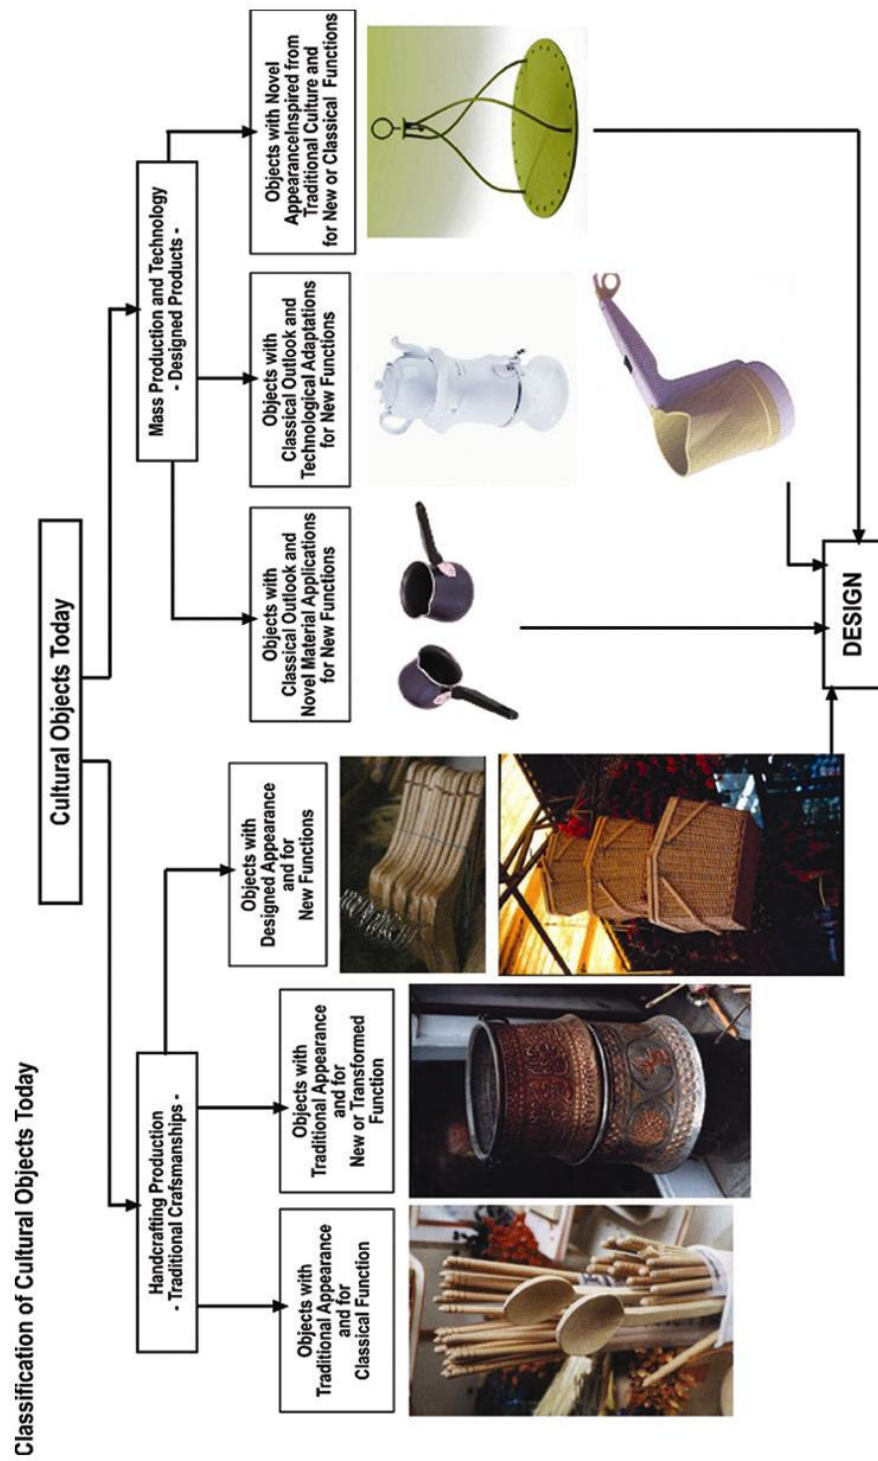 Classification of Cultural Objects Today
Cultural Objects Today
Handcrafting Production
- Traditional Crafsmanships -
Mass Production and Technology
- Designed Products -
Objects with
Traditional Appearance
and for
Classical Function
Objects with
Traditional Appearance
and for
New or Transformed
Function
Objects with
Designed Appearance
and for
New Functions
Objects with
Classical Outlook and
Novel Material Applications
for New Functions
Objects with
Classical Outlook and
Technological Adaptations
for New Functions
Objects with Novel
AppearanceInspired from
Traditional Culture and
for New or Classical Functions
DESIGN